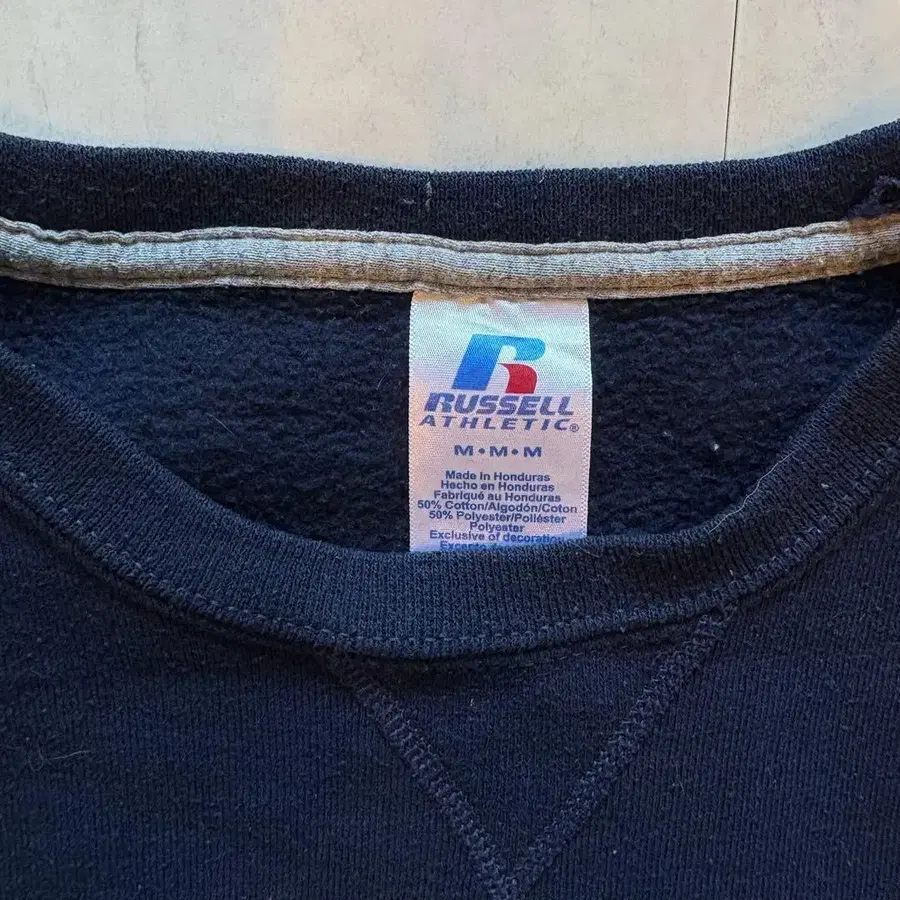 RUSSELL
ATHLETIC®
M•M•M
Made in Honduras
Hecho en Honduras
Fabriqué au Honduras
50% Cotton/Algodón/Coton
50% Polyester/Poliéster
Polyester
Exclusive of decoration